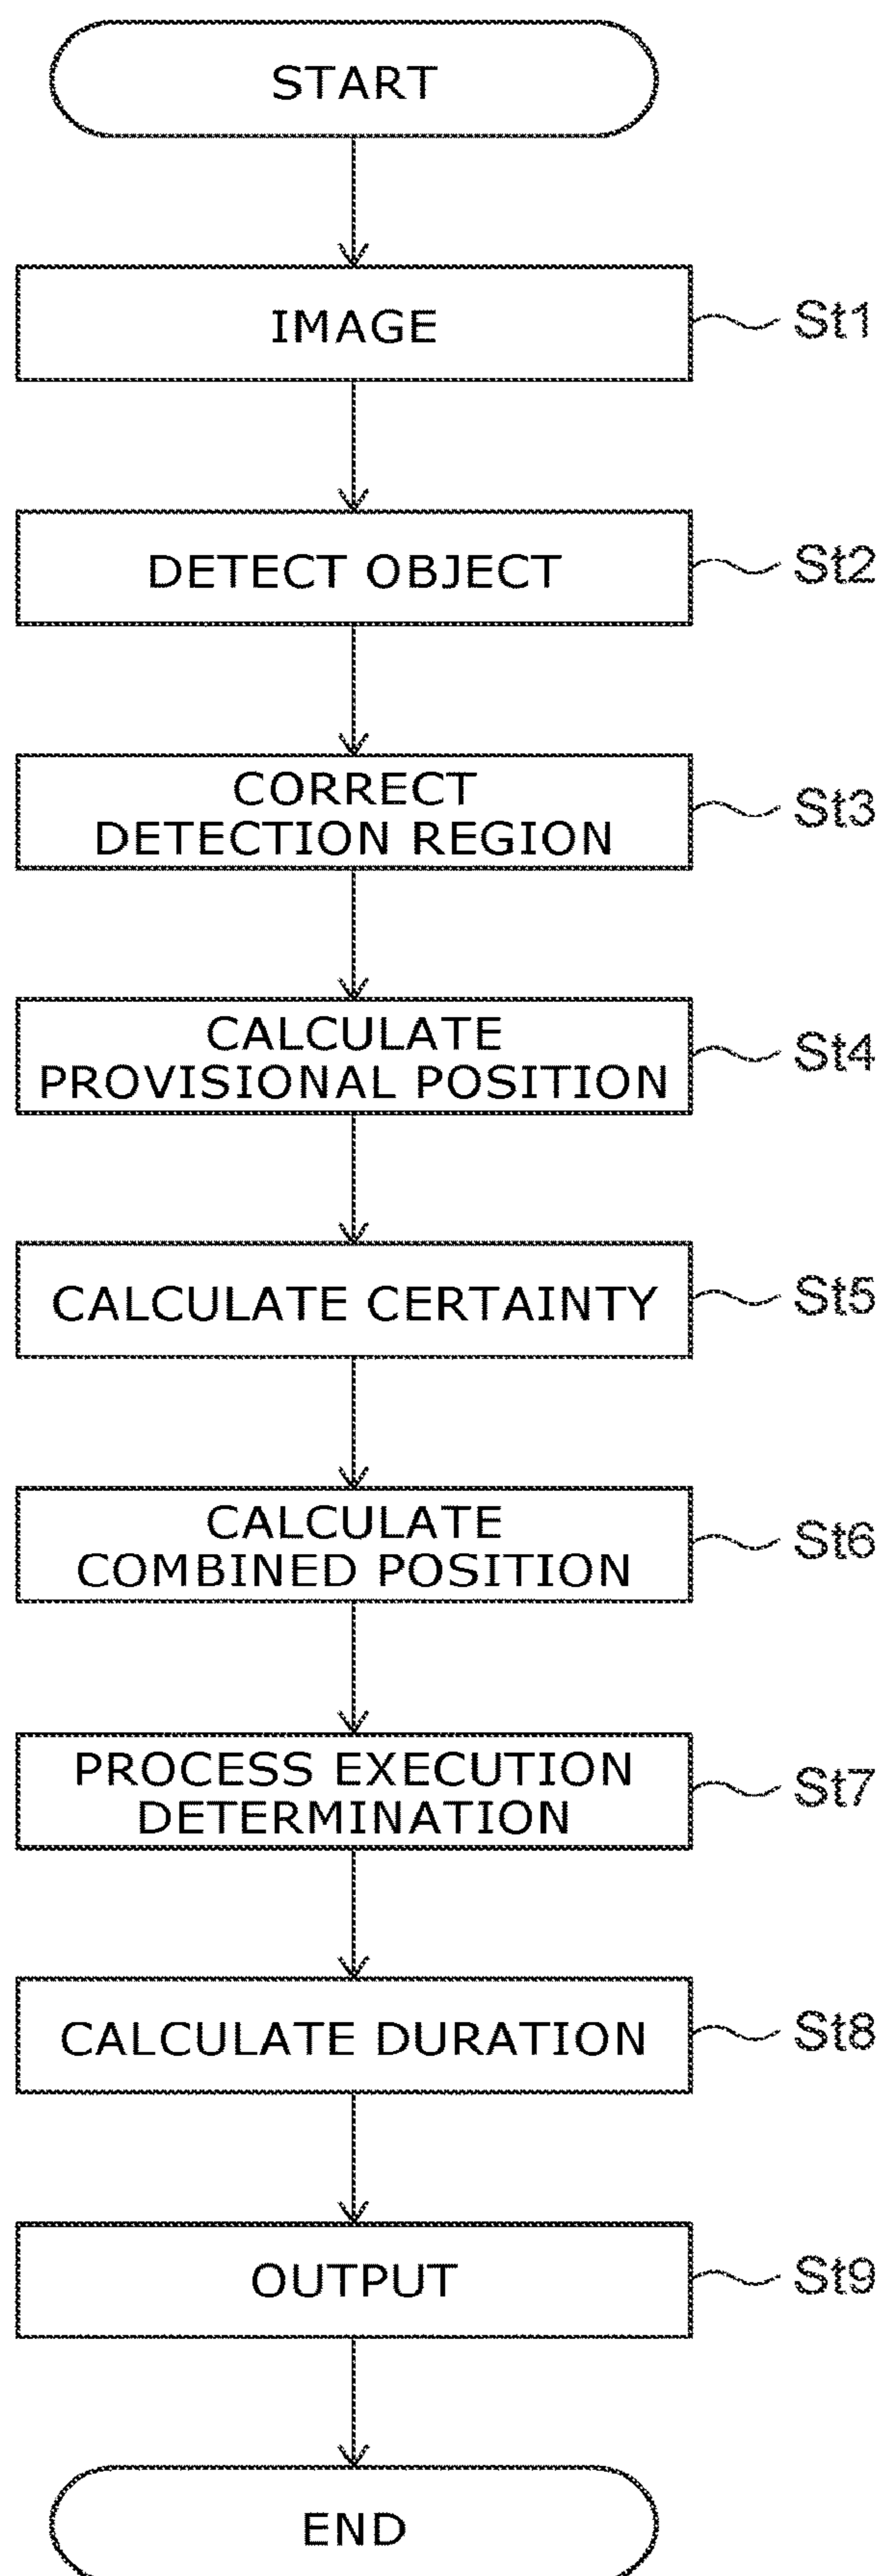 START
IMAGE
St1
DETECT OBJECT
St2
CORRECT
DETECTION REGION
St3
CALCULATE
PROVISIONAL POSITION
St4
CALCULATE CERTAINTY
St5
CALCULATE
COMBINED POSITION
St6
PROCESS EXECUTION
DETERMINATION
St7
CALCULATE DURATION
St8
OUTPUT
St9
END